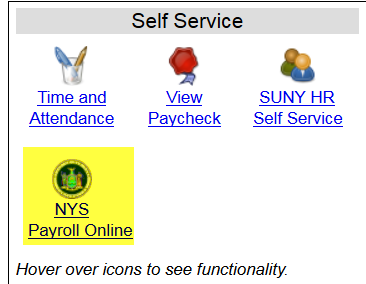 Self Service
Time and View SUNY HR
Attendance Paycheck Self Service
NYS
Payroll Online
Hover over icons to see functionality.